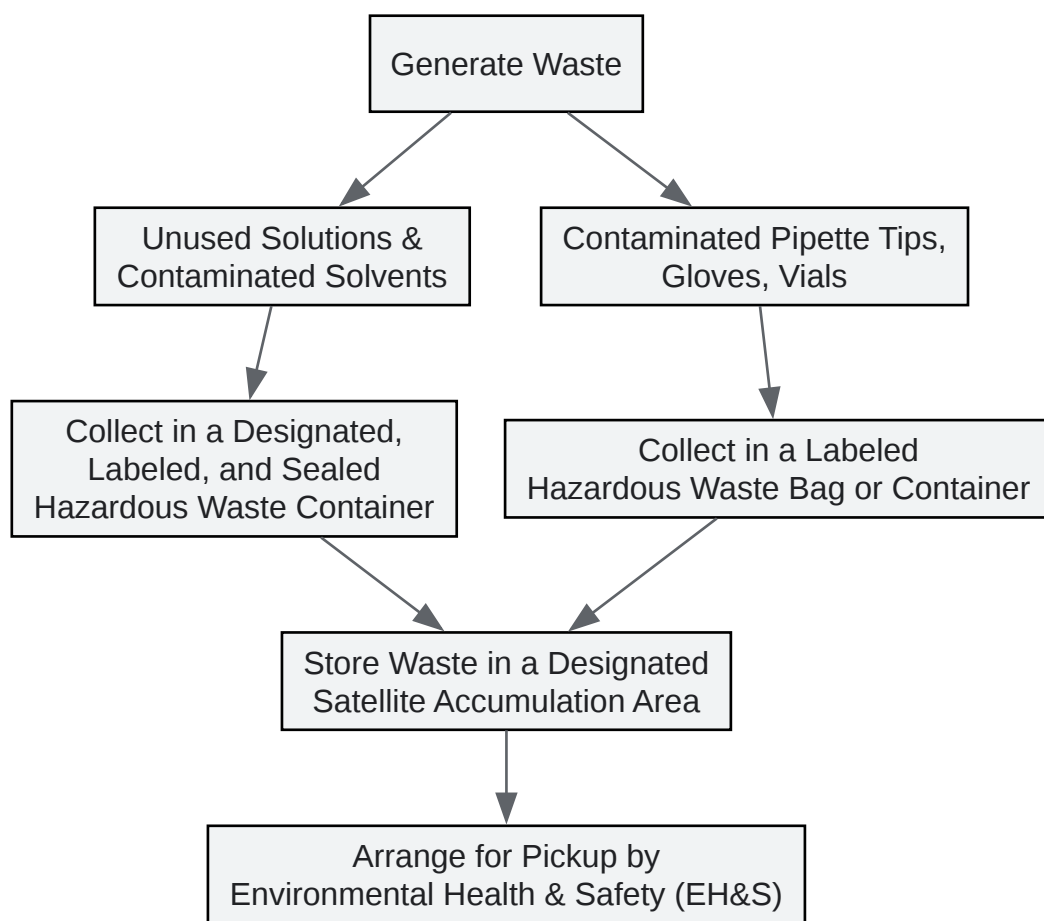 Generate Waste
Unused Solutions &
Contaminated Solvents
Contaminated Pipette Tips,
Gloves, Vials
Collect in a Designated,
Labeled, and Sealed
Hazardous Waste Container
Collect in a Labeled
Hazardous Waste Bag or Container
Store Waste in a Designated
Satellite Accumulation Area
Arrange for Pickup by
Environmental Health & Safety (EH&S)